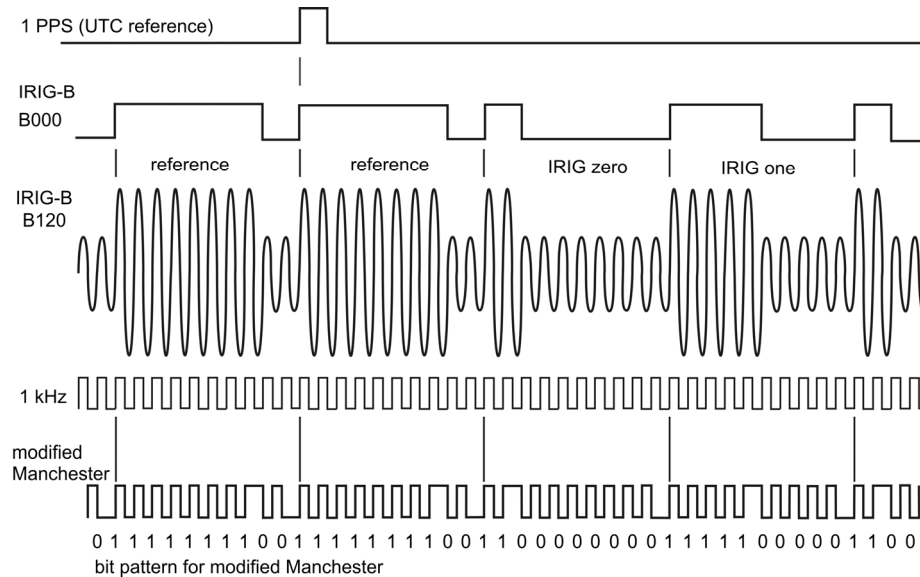 1 PPS (UTC reference)
IRIG-B
B000
reference reference IRIG zero IRIG one
IRIG-B
B120
1 kHz
modified
Manchester
0 1 1 1 1 1 1 1 1 0 0 1 1 1 1 1 1 1 1 0 0 1 1 0 0 0 0 0 0 0 0 1 1 1 1 1 0 0 0 0 0 1 1 0 0
bit pattern for modified Manchester